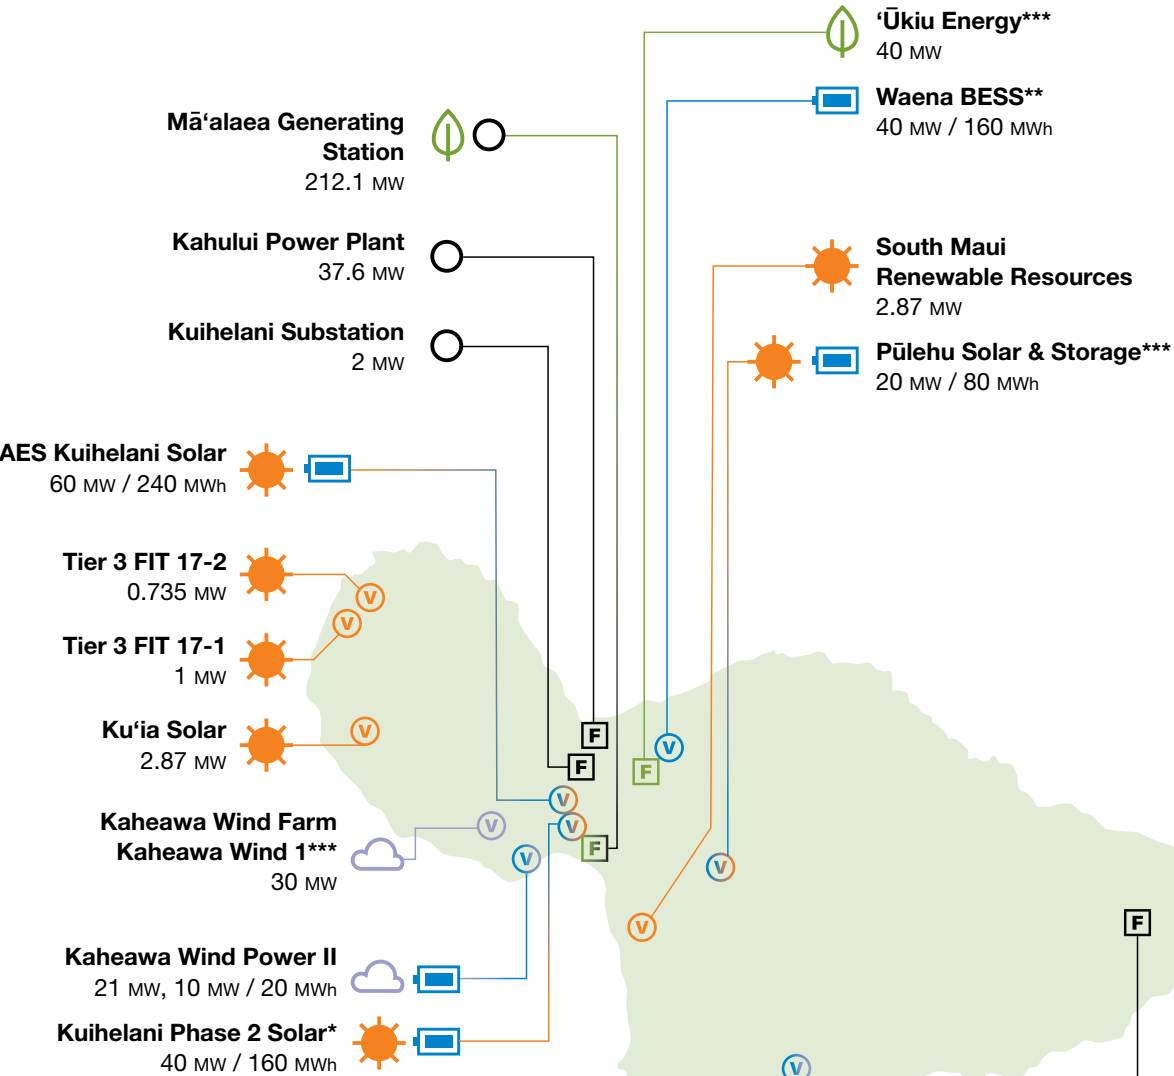 ʻŪkiu Energy***
40 MW
Waena BESS**
40 MW / 160 MWh
Māʻalaea Generating
Station
212.1 MW
Kahului Power Plant
37.6 MW
Kuihelani Substation
2 MW
South Maui
Renewable Resources
2.87 MW
Pūlehu Solar & Storage***
20 MW / 80 MWh
AES Kuihelani Solar
60 MW / 240 MWh
Tier 3 FIT 17-2
0.735 MW
Tier 3 FIT 17-1
1 MW
Kuʻia Solar
2.87 MW
Kaheawa Wind Farm
Kaheawa Wind 1***
30 MW
Kaheawa Wind Power II
21 MW, 10 MW / 20 MWh
Kuihelani Phase 2 Solar*
40 MW / 160 MWh
V
V
V
F
F
V
F
V
V
V
F
V
V
V
F
V